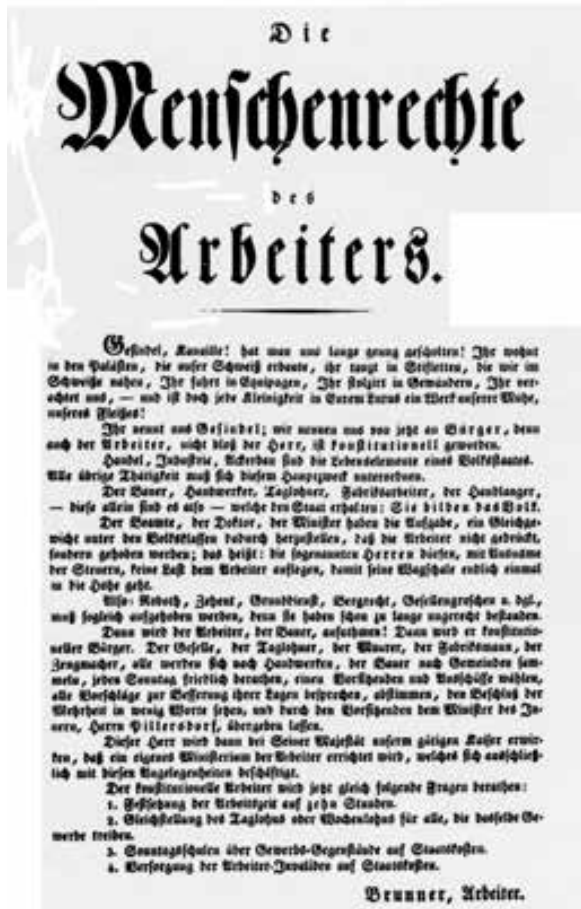 Die
Menschenrechte
des
Arbeiters.
Gesindel, Kanaille! hat man uns lange genug gescholten! Ihr wohnt
in den Palästen, die unser Schweiß erbaute, ihr tanzt in Stifletten, die wir im
Schweiße nahen, Ihr fahrt in Equipagen, Ihr stolzirt in Gewändern, Ihr ver-
achtet uns, — und ist doch jede Kleinigkeit in Eurem Luxus ein Werk unserer Mühe,
unseres Fleißes!
Ihr nennt uns Gesindel; wir nennen uns von jetzt an Bürger, denn
auch der Arbeiter, nicht bloß der Herr, ist konstitutionell geworden.
Handel, Industrie, Ackerbau sind die Lebenselemente eines Volksstaates.
Alle übrige Thätigkeit muß sich diesem Hauptzweck unterordnen.
Der Bauer, Handwerker, Taglohner, Fabriksarbeiter, der Handlanger,
— diese allein sind es also — welche den Staat erhalten: Sie bilden das Volk.
Der Beamte, der Doktor, der Minister haben die Aufgabe, ein Gleichge-
wicht unter den Volksklassen dadurch herzustellen, daß die Arbeiter nicht gedrückt,
sondern gehoben werden; das heißt: die sogenannten Herren dürfen, mit Ausnahme
der Steuern, keine Last dem Arbeiter auflegen, damit seine Wagschale endlich einmal
in die Höhe geht.
Also: Roboth, Zehent, Grunddienst, Bergrecht, Gesellengroschen u. dgl.,
muß sogleich aufgehoben werden, denn sie haben schon zu lange ungerecht bestanden.
Dann wird der Arbeiter, der Bauer, aufathmen! Dann wird er konstitutio-
neller Bürger. Der Geselle, der Taglohner, der Maurer, der Fabriksmann, der
Zeugmacher, alle werden sich nach Handwerken, der Bauer nach Gemeinden sam-
meln, jeden Sonntag friedlich berathen, einen Vorsitzenden und Ausschüsse wählen,
alle Vorschläge zur Besserung ihrer Lagen besprechen, abstimmen, den Beschluß der
Mehrheit in wenig Worte setzen, und durch den Vorsitzenden dem Minister des In-
nern, Herrn Pillersdorf, übergeben lassen.
Dieser Herr wird dann bei Seiner Majestät unserm gütigen Kaiser erwir-
ken, daß ein eigenes Ministerium der Arbeiter errichtet wird, welches sich ausschließ-
lich mit diesen Angelegenheiten beschäftigt.
Der konstitutionelle Arbeiter wird jetzt gleich folgende Fragen berathen:
1. Festsetzung der Arbeitszeit auf zehn Stunden.
2. Gleichstellung des Taglohns oder Wochenlohns für alle, die dasselbe Ge-
werbe treiben.
3. Sonntagsschulen über Gewerbs-Gegenstände auf Staatskosten.
4. Versorgung der Arbeiter-Invaliden auf Staatskosten.
Brunner, Arbeiter.